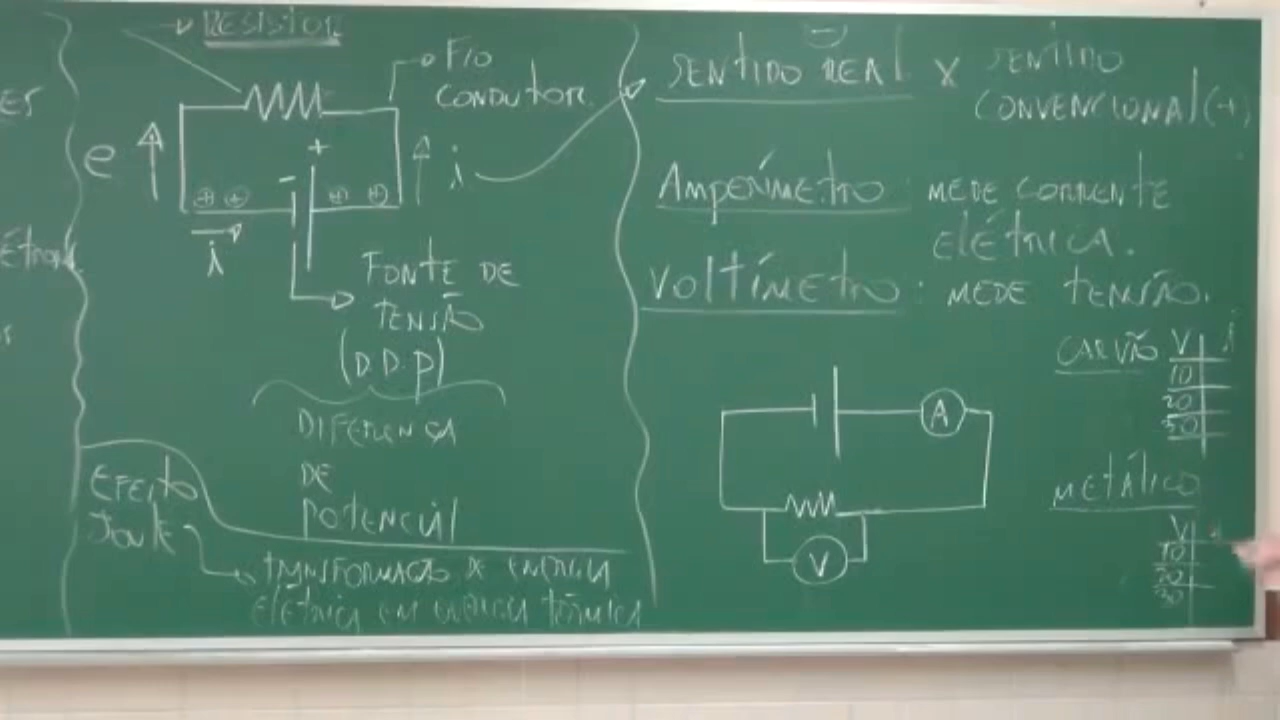 ES
RESISTOR
FIO
CONDUTOR.
e
+
-
i
i
FONTE DE
TENSÃO
(D.D.P)
DIFERENÇA
DE
POTENCIAL
EFEITO
JOULE
TRANSFORMAÇÃO DE ENERGIA
ELÉTRICA EM ENERGIA TÉRMICA
(-)
SENTIDO REAL X SENTIDO
CONVENCIONAL (+)
AMPERÍMETRO: MEDE CORRENTE
ELÉTRICA.
VOLTÍMETRO: MEDE TENSÃO.
A
V
CARVÃO V i
10
20
30
METÁLICO
V
10
20
30